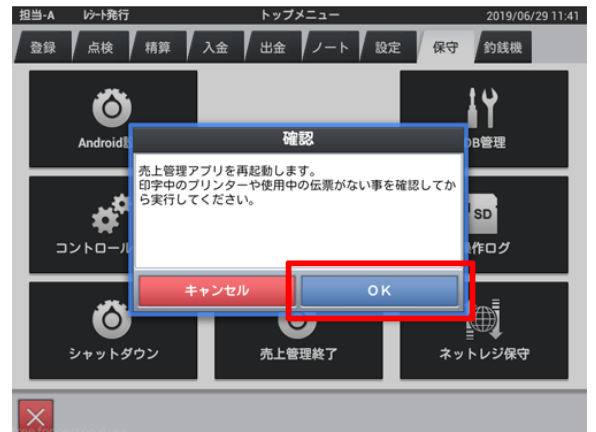 担当-A ﾚｼｰﾄ発行 トップメニュー 2019/06/29 11:41
登録 点検 精算 入金 出金 ノート 設定 保守 釣銭機
Android
DB管理
確認
売上管理アプリを再起動します。
印字中のプリンターや使用中の伝票がない事を確認してか
ら実行してください。
コントロール
SD
作ログ
キャンセル OK
シャットダウン 売上管理終了 ネットレジ保守